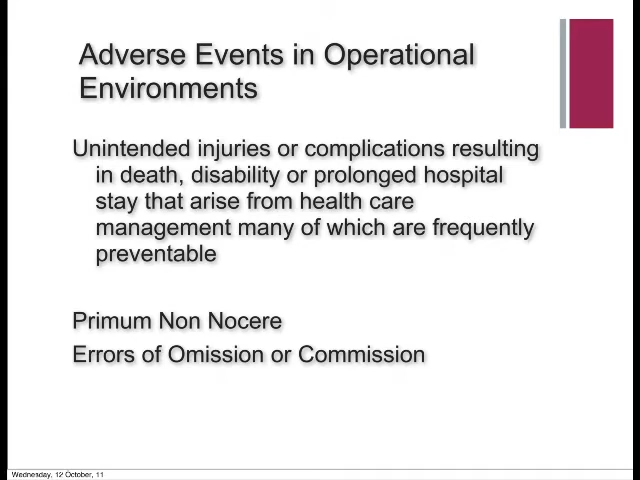 Adverse Events in Operational
Environments
Unintended injuries or complications resulting
in death, disability or prolonged hospital
stay that arise from health care
management many of which are frequently
preventable
Primum Non Nocere
Errors of Omission or Commission
Wednesday, 12 October, 11